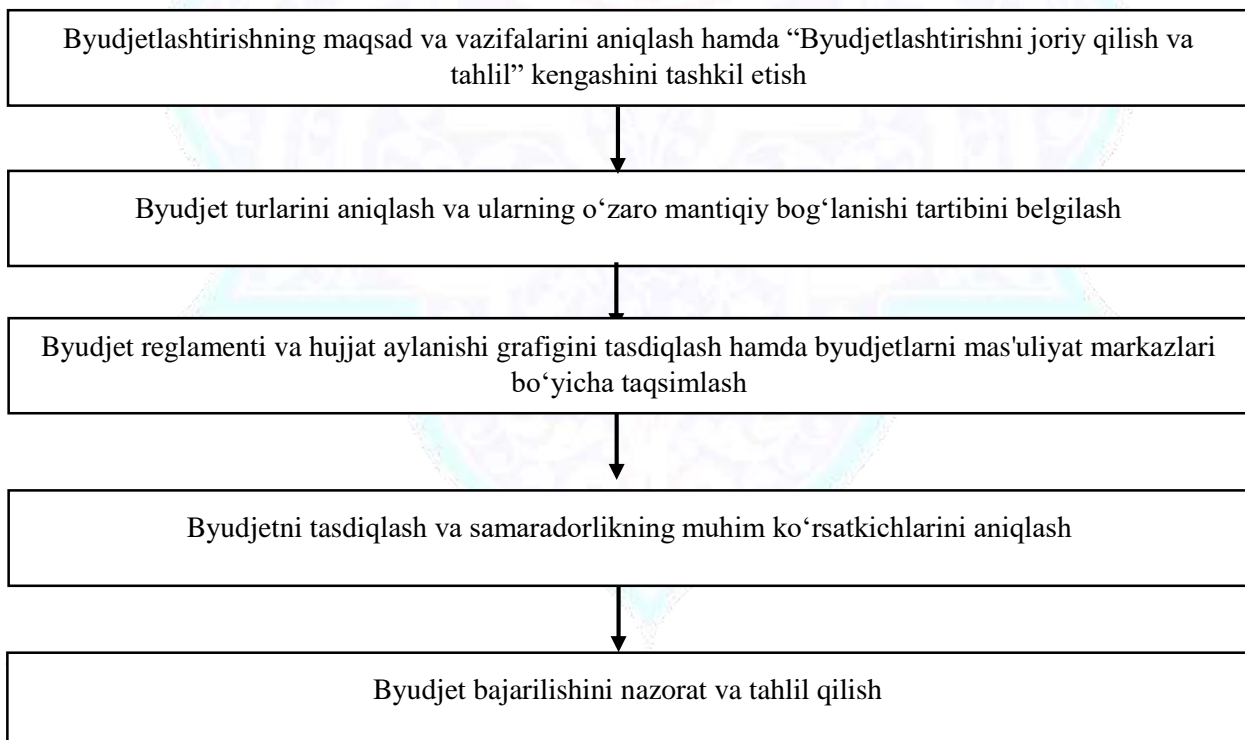 Byudjetlashtirishning maqsad va vazifalarini aniqlash hamda “Byudjetlashtirishni joriy qilish va
tahlil” kengashini tashkil etish
Byudjet turlarini aniqlash va ularning o‘zaro mantiqiy bog‘lanishi tartibini belgilash
Byudjet reglamenti va hujjat aylanishi grafigini tasdiqlash hamda byudjetlarni mas'uliyat markazlari
bo‘yicha taqsimlash
Byudjetni tasdiqlash va samaradorlikning muhim ko‘rsatkichlarini aniqlash
Byudjet bajarilishini nazorat va tahlil qilish